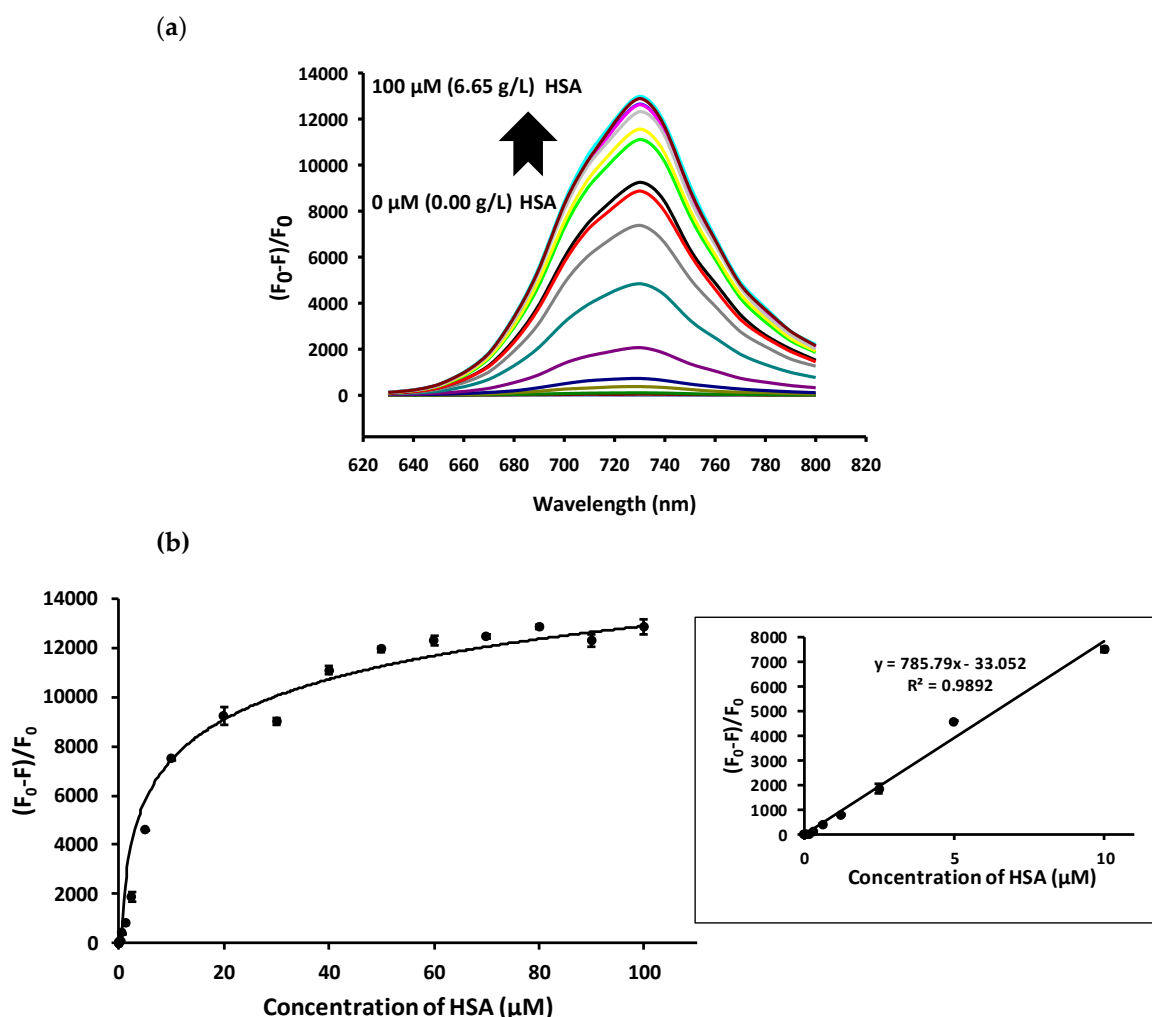 (a)
14000
12000
10000
8000
6000
4000
2000
0
(F₀-F)/F₀
100 µM (6.65 g/L) HSA
0 µM (0.00 g/L) HSA
620 640 660 680 700 720 740 760 780 800 820
Wavelength (nm)
(b)
14000
12000
10000
8000
6000
4000
2000
0
(F₀-F)/F₀
0 20 40 60 80 100
Concentration of HSA (µM)
8000
7000
6000
5000
4000
3000
2000
1000
0
(F₀-F)/F₀
y = 785.79x - 33.052
R² = 0.9892
0 5 10
Concentration of HSA (µM)